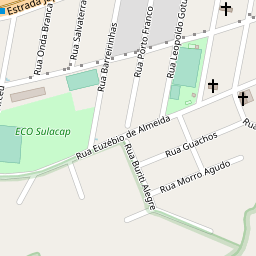 Estrada J
Rua Onda Branca
Rua Salvaterra
Rua Barreirinhas
Rua Porto Franco
Rua Leopoldo Gotu
ECO Sulacap
Rua Euzébio de Almeida
Rua Buriti Alegre
Rua Guachos
Rua Morro Agudo